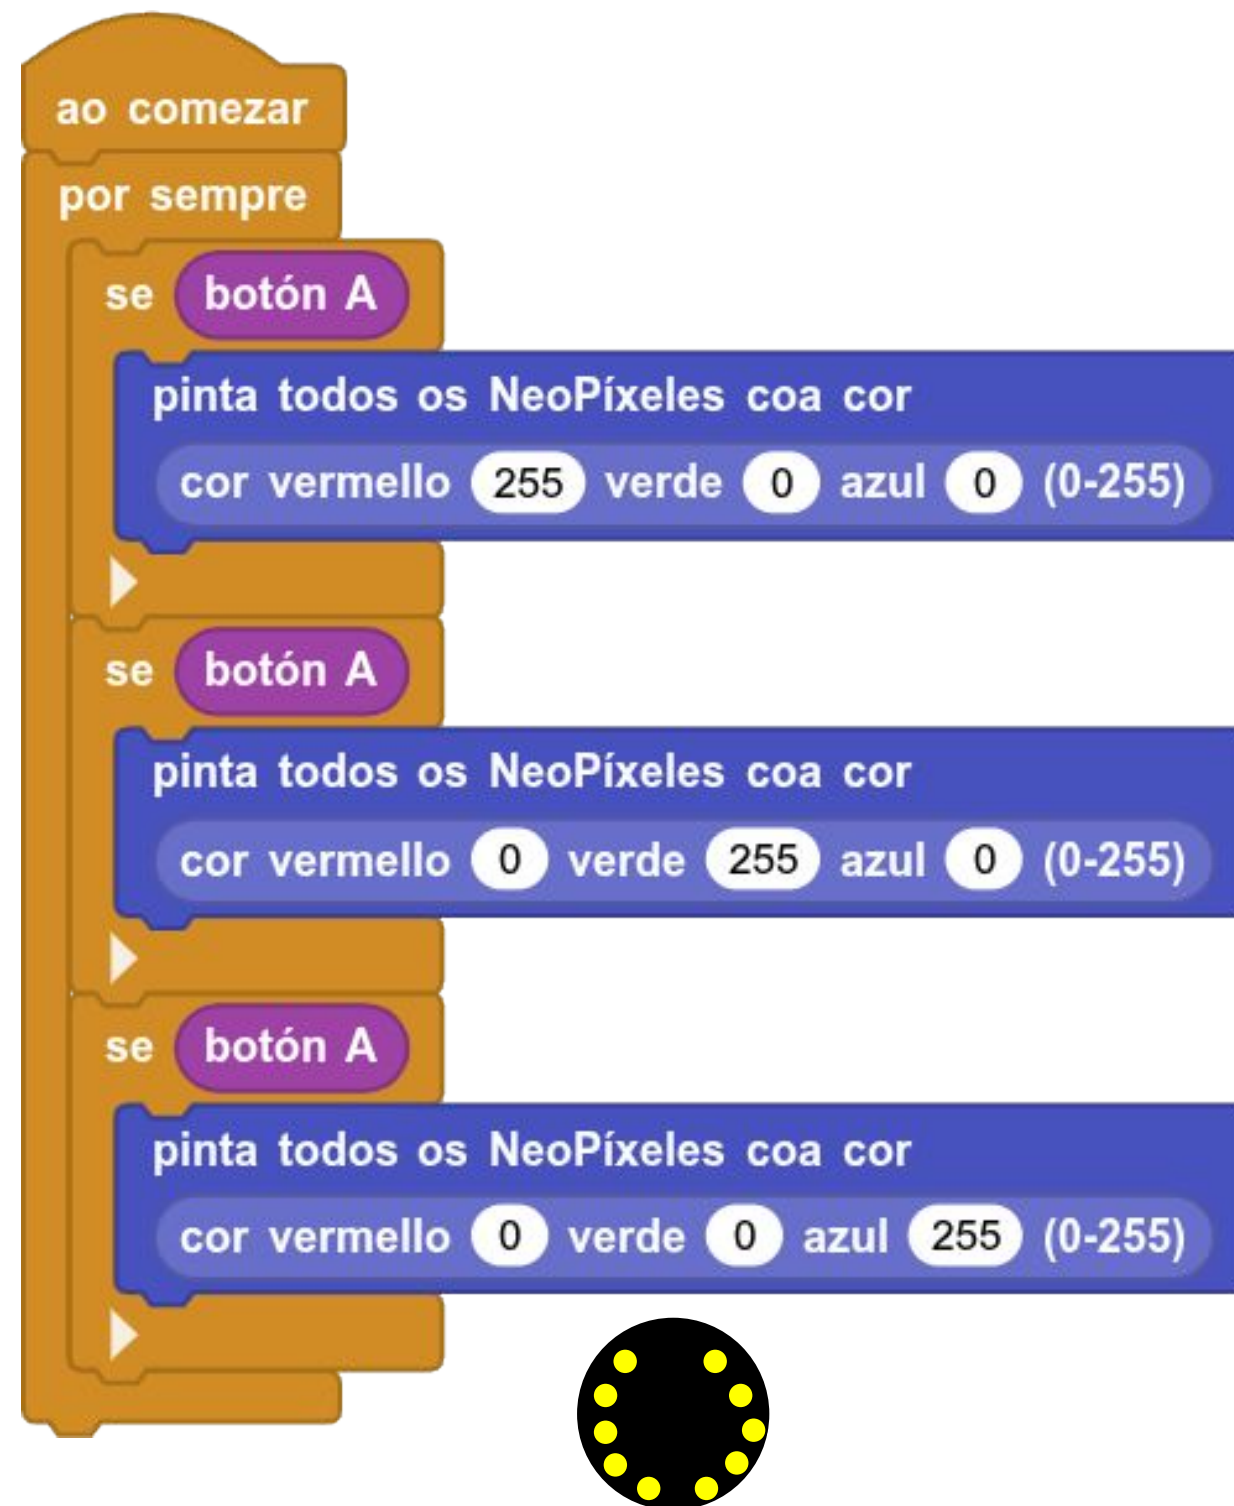 ao comezar
por sempre
se botón A
pinta todos os NeoPíxeles coa cor
cor vermello 255 verde 0 azul 0 (0-255)
se botón A
pinta todos os NeoPíxeles coa cor
cor vermello 0 verde 255 azul 0 (0-255)
se botón A
pinta todos os NeoPíxeles coa cor
cor vermello 0 verde 0 azul 255 (0-255)